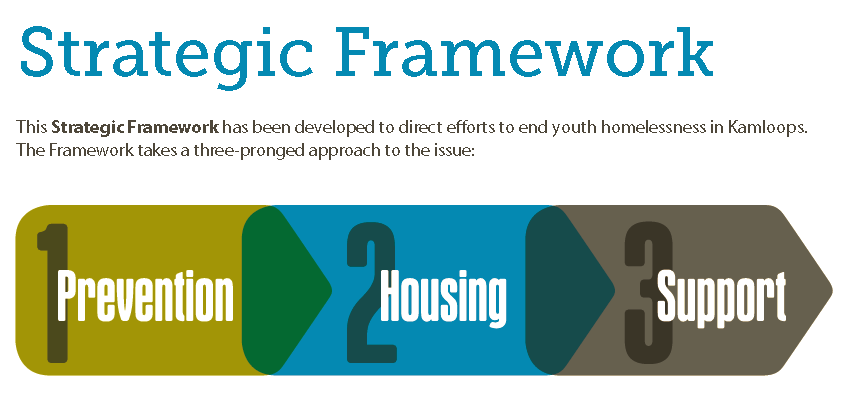 Strategic Framework
This Strategic Framework has been developed to direct efforts to end youth homelessness in Kamloops.
The Framework takes a three-pronged approach to the issue:
1 Prevention
2 Housing
3 Support